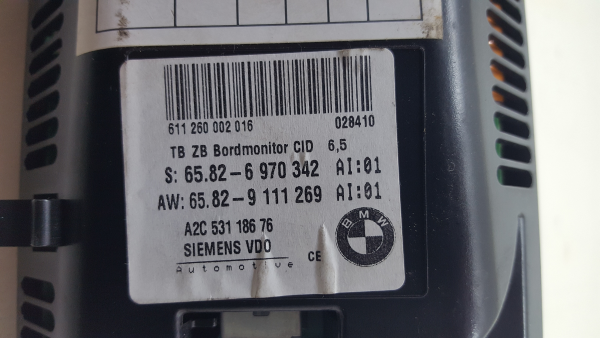 611 260 002 016 028410
TB ZB Bordmonitor CID 6,5
S: 65.82-6 970 342 AI:01
AW: 65.82-9 111 269 AI:01
A2C 531 186 76
SIEMENS VDO
Automotive CE
BMW